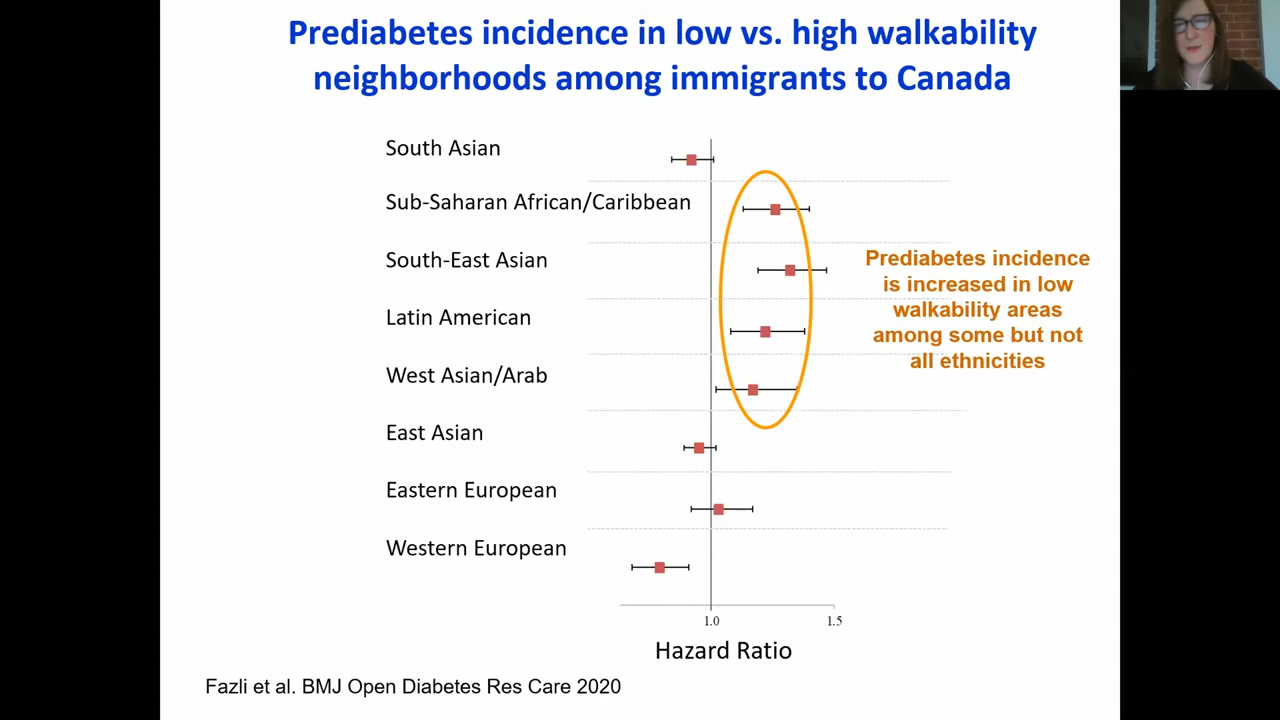 Prediabetes incidence in low vs. high walkability
neighborhoods among immigrants to Canada
South Asian
Sub-Saharan African/Caribbean
South-East Asian
Latin American
West Asian/Arab
East Asian
Eastern European
Western European
Prediabetes incidence
is increased in low
walkability areas
among some but not
all ethnicities
1.0 1.5
Hazard Ratio
Fazli et al. BMJ Open Diabetes Res Care 2020